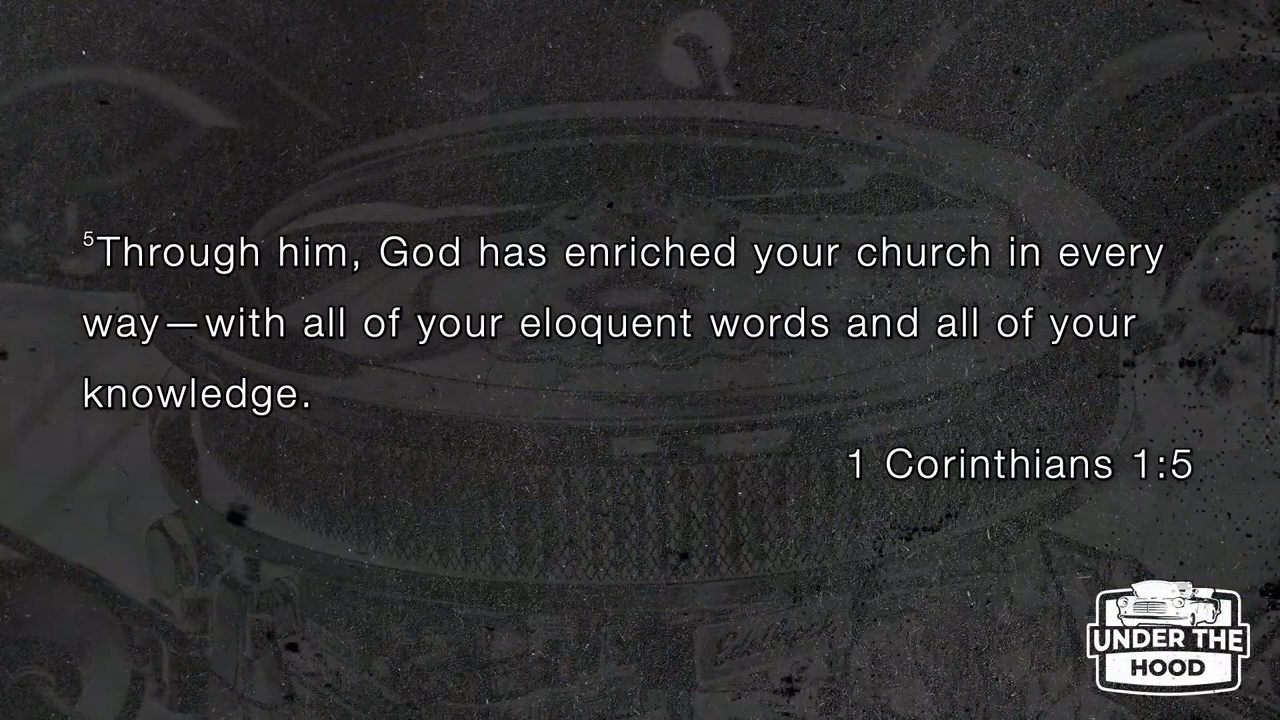 ⁵Through him, God has enriched your church in every
way—with all of your eloquent words and all of your
knowledge.
1 Corinthians 1:5
UNDER THE
HOOD